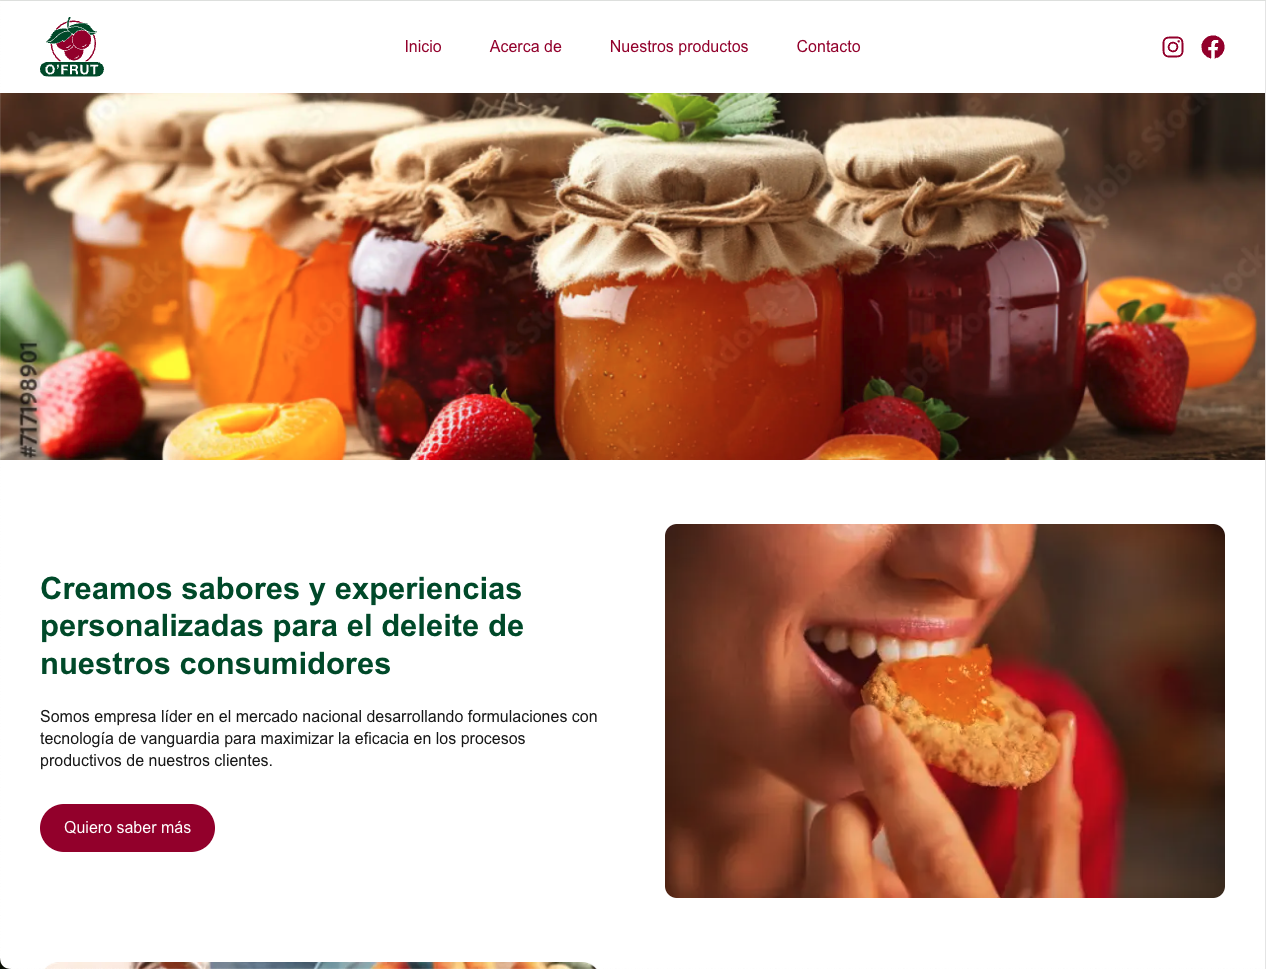 O'FRUT
Inicio
Acerca de
Nuestros productos
Contacto
Adobe Stock
#717198901
Creamos sabores y experiencias
personalizadas para el deleite de
nuestros consumidores
Somos empresa líder en el mercado nacional desarrollando formulaciones con
tecnología de vanguardia para maximizar la eficacia en los procesos
productivos de nuestros clientes.
Quiero saber más